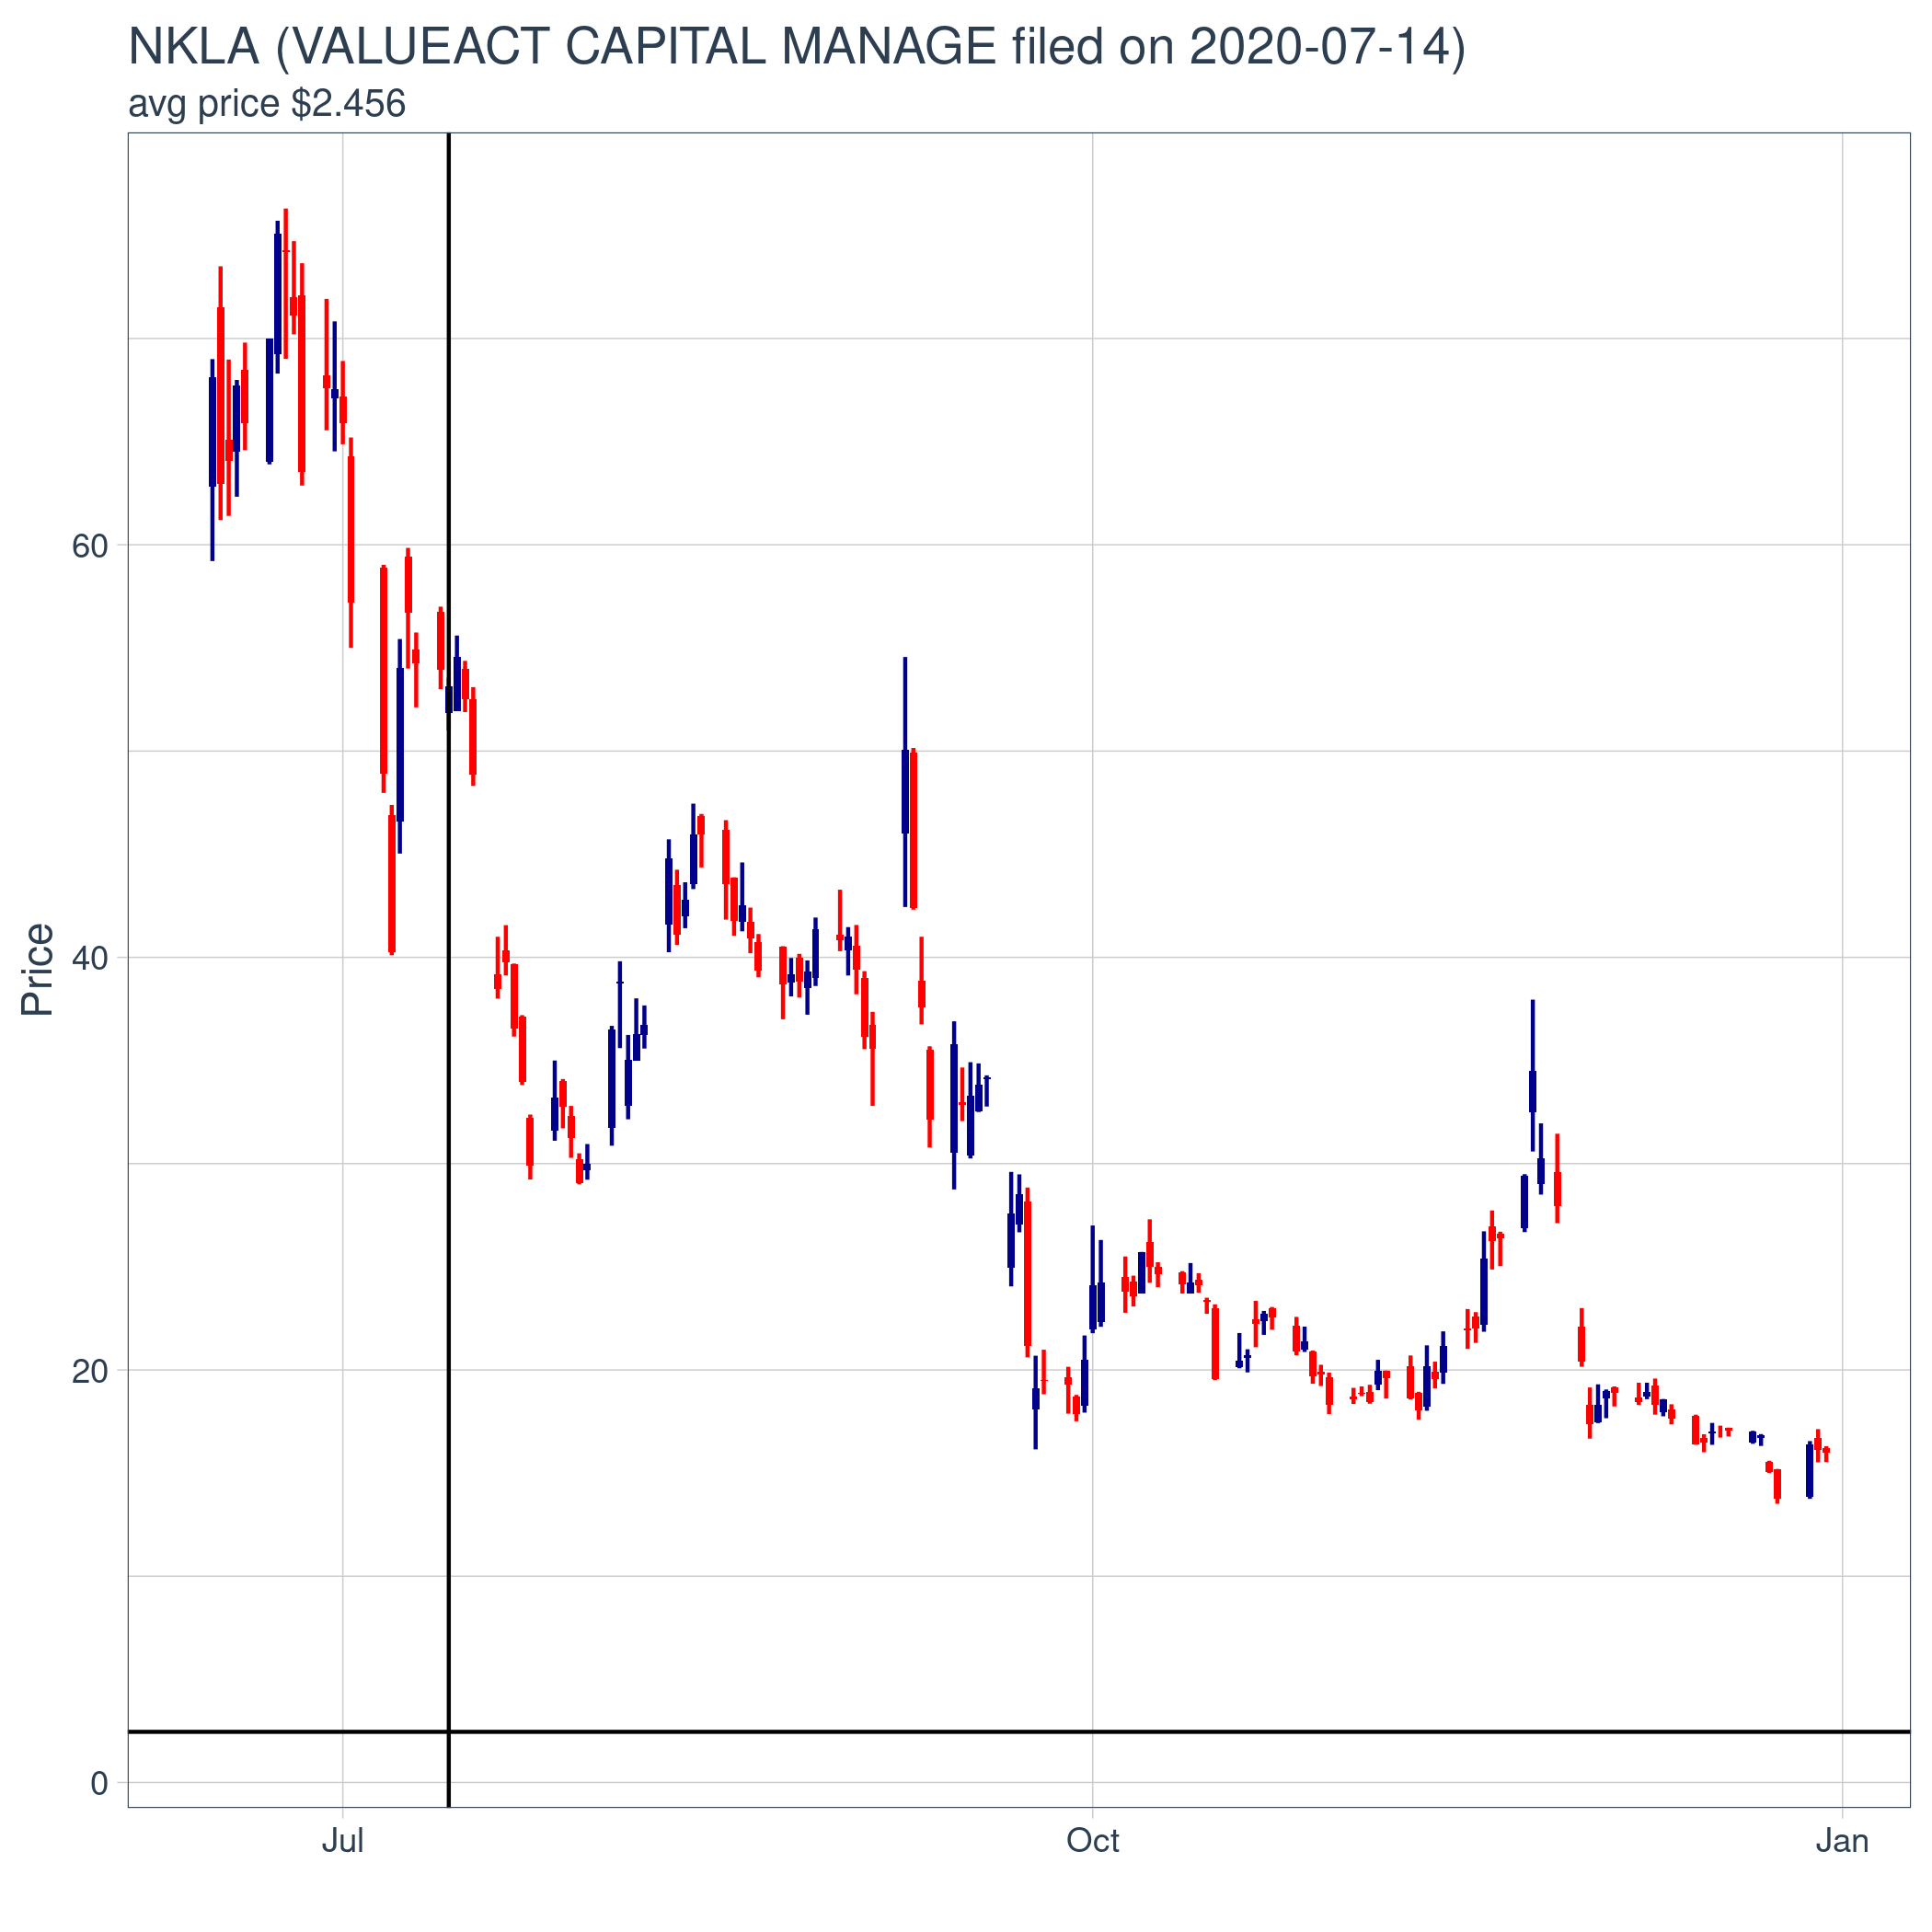 NKLA (VALUEACT CAPITAL MANAGE filed on 2020-07-14)
avg price $2.456
Price
60
40
20
0
Jul
Oct
Jan